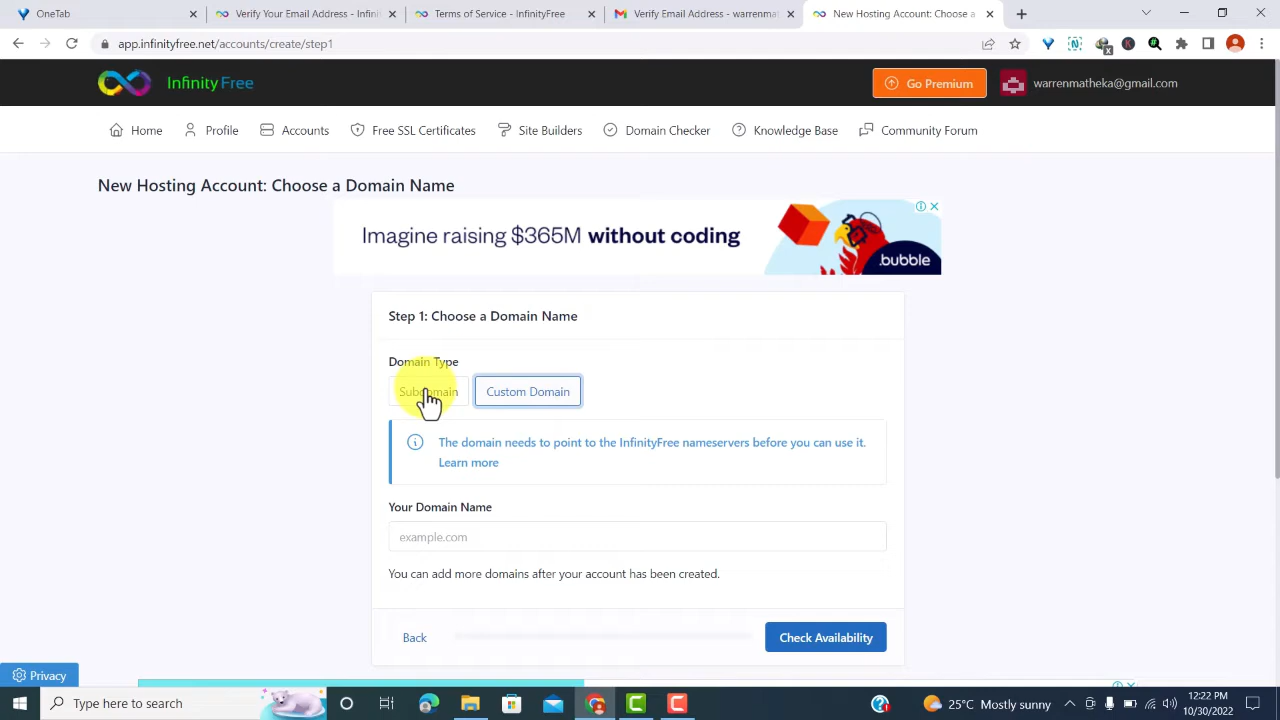 OneTab
Verify Your Email Address - Infinit
Terms of Service - InfinityFree
Verify Email Address - warrenmat
New Hosting Account: Choose a
app.infinityfree.net/accounts/create/step1
InfinityFree
Go Premium
warrenmatheka@gmail.com
Home
Profile
Accounts
Free SSL Certificates
Site Builders
Domain Checker
Knowledge Base
Community Forum
New Hosting Account: Choose a Domain Name
Imagine raising $365M without coding
.bubble
Step 1: Choose a Domain Name
Domain Type
Subdomain
Custom Domain
The domain needs to point to the InfinityFree nameservers before you can use it.
Learn more
Your Domain Name
example.com
You can add more domains after your account has been created.
Back
Check Availability
Privacy
Type here to search
25°C Mostly sunny
12:22 PM
10/30/2022